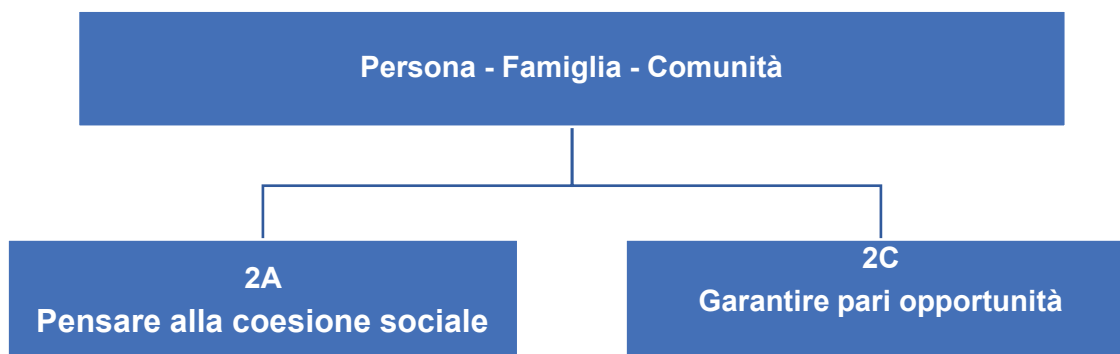 Persona - Famiglia - Comunità
2A
Pensare alla coesione sociale
2C
Garantire pari opportunità